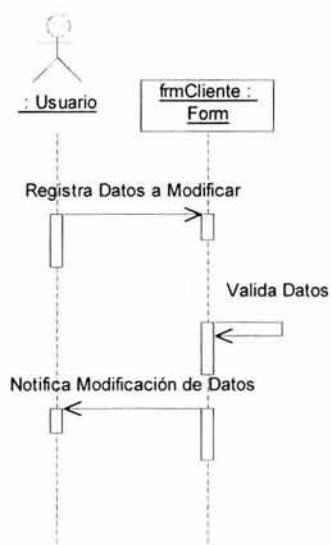 : Usuario
frmCliente :
Form
Registra Datos a Modificar
Valida Datos
Notifica Modificación de Datos